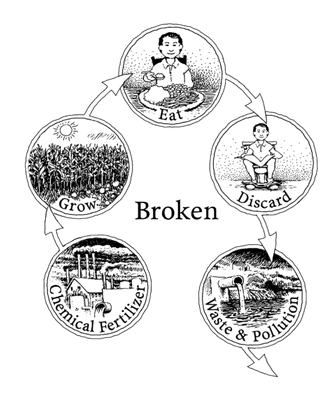 Eat
Grow
Discard
Broken
Chemical Fertilizer
Waste & Pollution